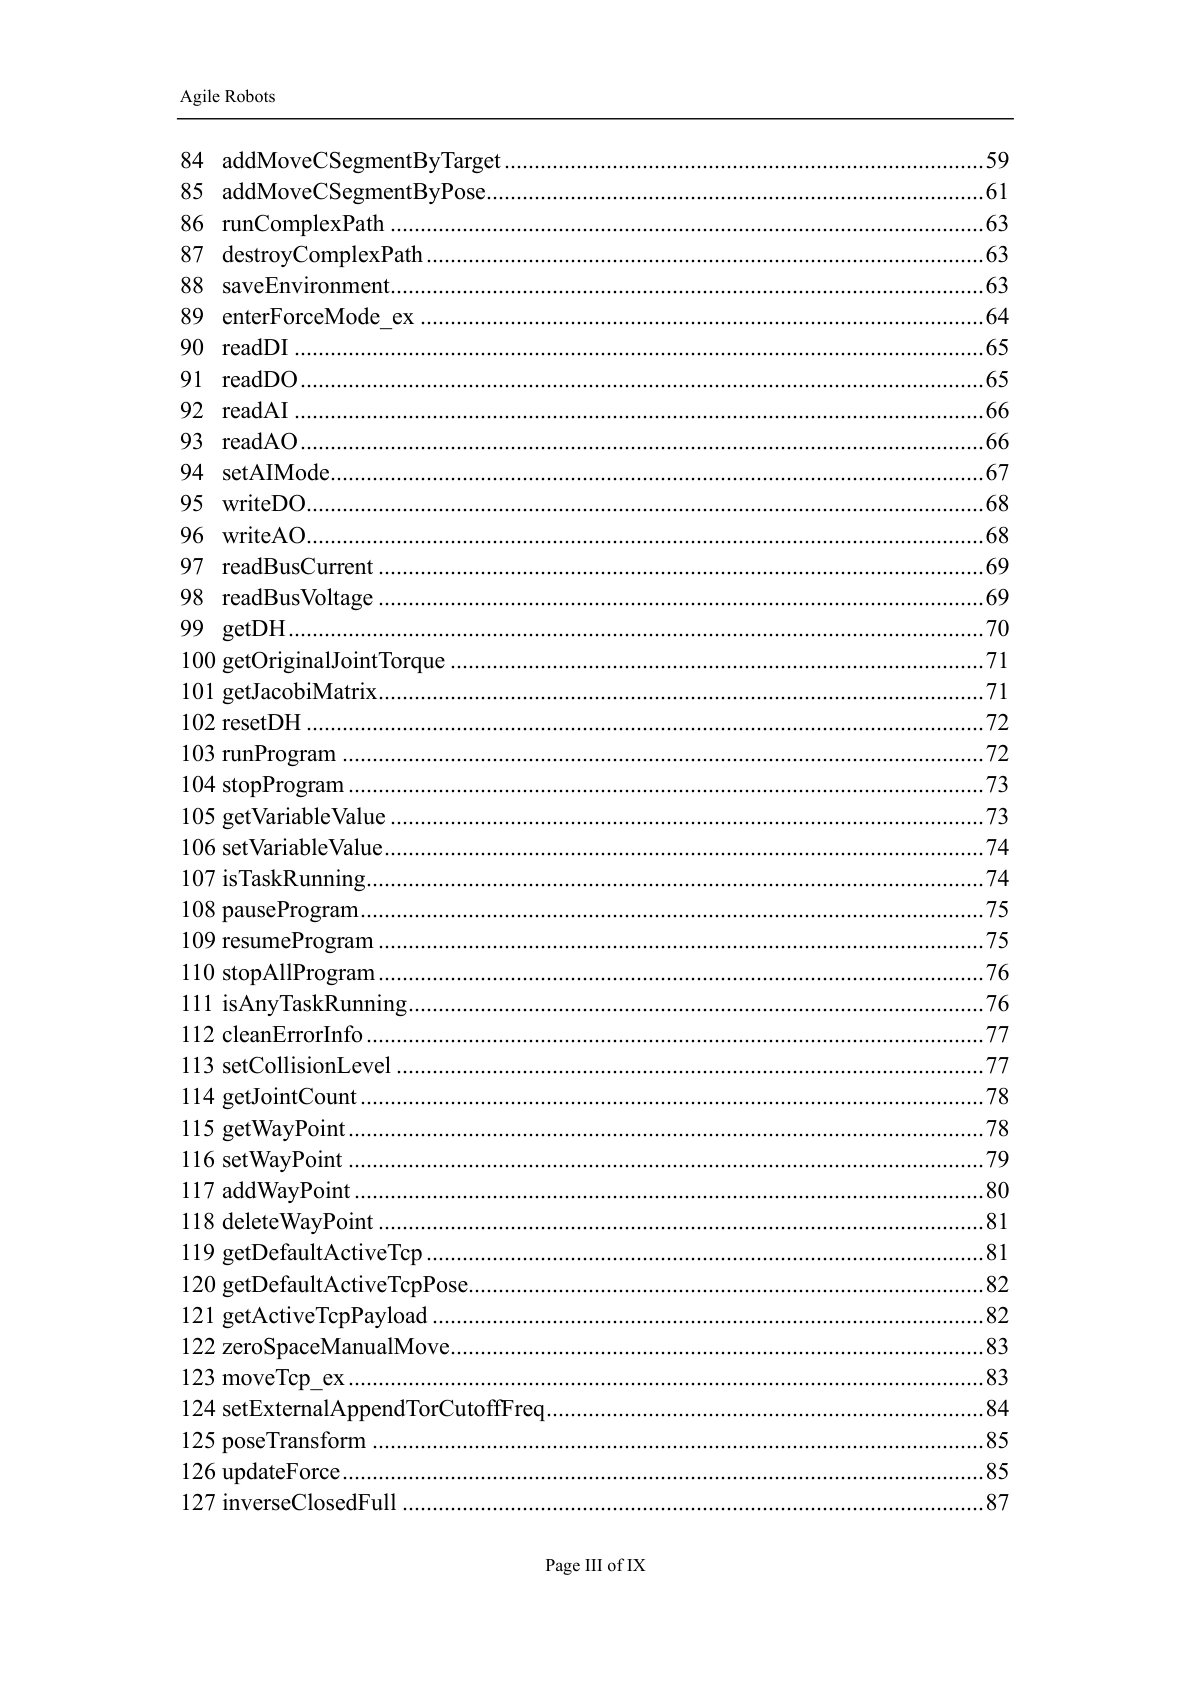 Agile Robots
84 addMoveCSegmentByTarget................................................................................59
85 addMoveCSegmentByPose...................................................................................61
86 runComplexPath ...................................................................................................63
87 destroyComplexPath.............................................................................................63
88 saveEnvironment...................................................................................................63
89 enterForceMode_ex ..............................................................................................64
90 readDI ...................................................................................................................65
91 readDO..................................................................................................................65
92 readAI ...................................................................................................................66
93 readAO..................................................................................................................66
94 setAIMode.............................................................................................................67
95 writeDO.................................................................................................................68
96 writeAO.................................................................................................................68
97 readBusCurrent .....................................................................................................69
98 readBusVoltage .....................................................................................................69
99 getDH....................................................................................................................70
100 getOriginalJointTorque .........................................................................................71
101 getJacobiMatrix.....................................................................................................71
102 resetDH .................................................................................................................72
103 runProgram ...........................................................................................................72
104 stopProgram..........................................................................................................73
105 getVariableValue ...................................................................................................73
106 setVariableValue....................................................................................................74
107 isTaskRunning.......................................................................................................74
108 pauseProgram........................................................................................................75
109 resumeProgram .....................................................................................................75
110 stopAllProgram.....................................................................................................76
111 isAnyTaskRunning................................................................................................76
112 cleanErrorInfo.......................................................................................................77
113 setCollisionLevel ..................................................................................................77
114 getJointCount........................................................................................................78
115 getWayPoint..........................................................................................................78
116 setWayPoint ..........................................................................................................79
117 addWayPoint.........................................................................................................80
118 deleteWayPoint .....................................................................................................81
119 getDefaultActiveTcp.............................................................................................81
120 getDefaultActiveTcpPose......................................................................................82
121 getActiveTcpPayload ............................................................................................82
122 zeroSpaceManualMove.........................................................................................83
123 moveTcp_ex..........................................................................................................83
124 setExternalAppendTorCutoffFreq.........................................................................84
125 poseTransform ......................................................................................................85
126 updateForce...........................................................................................................85
127 inverseClosedFull .................................................................................................87
Page III of IX